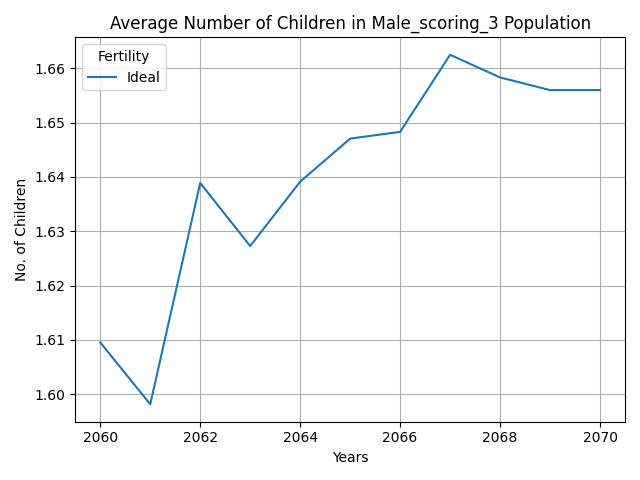 Average Number of Children in Male_scoring_3 Population
Fertility
Ideal
No. of Children
1.66
1.65
1.64
1.63
1.62
1.61
1.60
2060 2062 2064 2066 2068 2070
Years